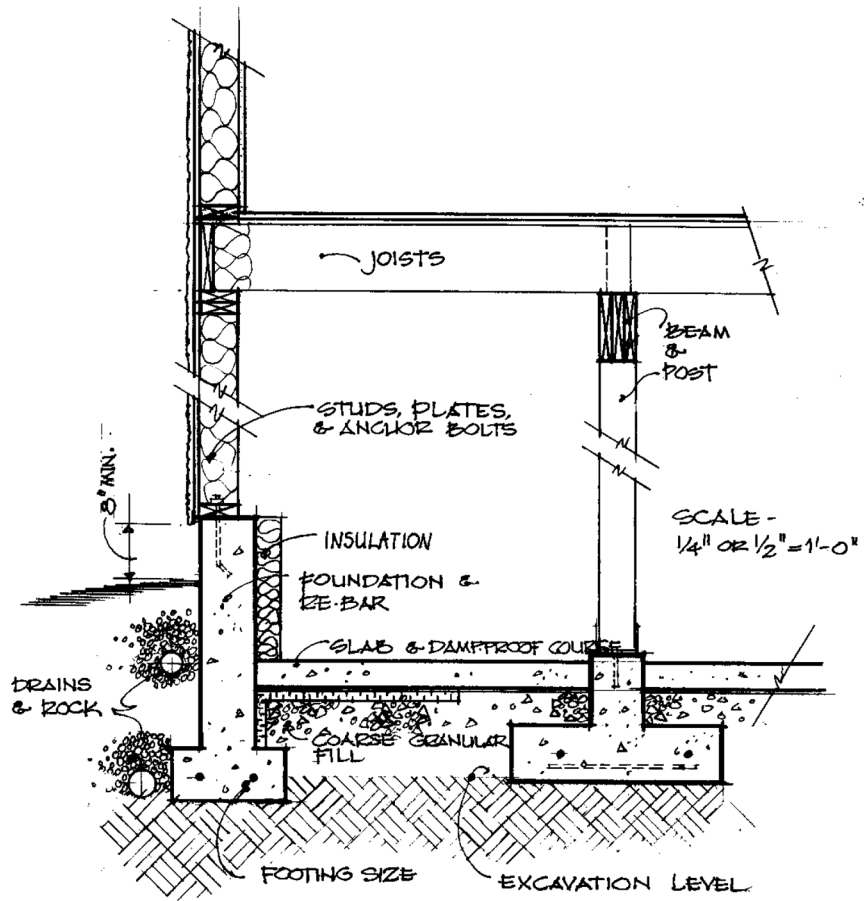 JOISTS
BEAM
&
POST
STUDS, PLATES,
& ANCHOR BOLTS
8" MIN.
SCALE -
1/4" OR 1/2" = 1'-0"
INSULATION
FOUNDATION &
RE-BAR
SLAB & DAMPPROOF COURSE
DRAINS
& ROCK
COARSE GRANULAR
FILL
FOOTING SIZE
EXCAVATION LEVEL